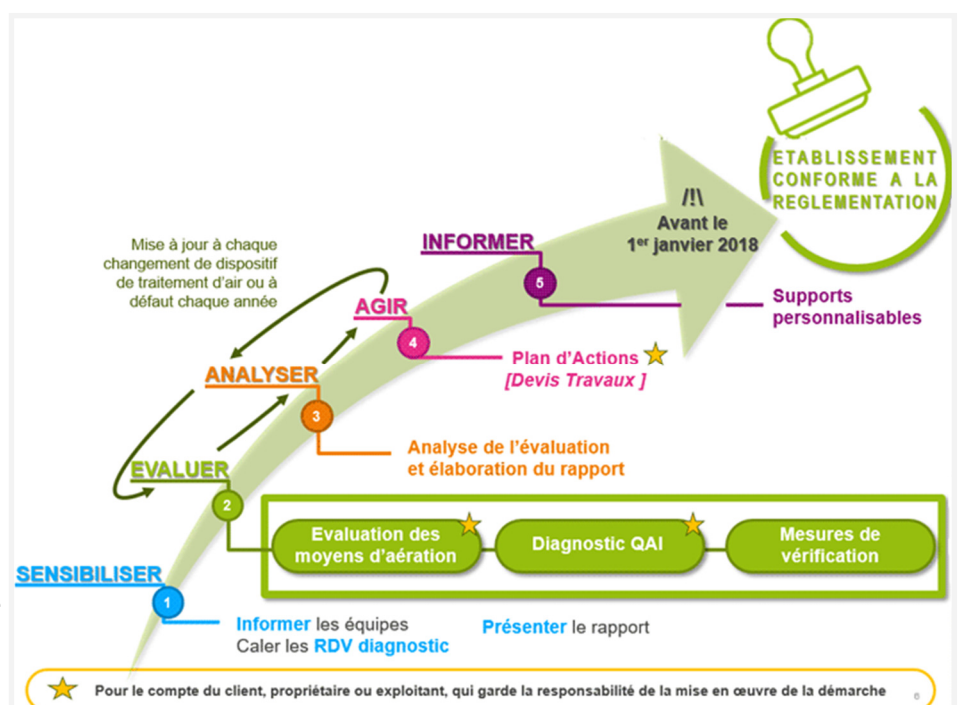 ETABLISSEMENT
CONFORME A LA
REGLEMENTATION
/!\
Avant le
1er janvier 2018
INFORMER
5
Supports
personnalisables
Mise à jour à chaque
changement de dispositif
de traitement d'air ou à
défaut chaque année
AGIR
4
Plan d'Actions
[Devis Travaux ]
ANALYSER
3
Analyse de l'évaluation
et élaboration du rapport
EVALUER
2
Evaluation des
moyens d'aération
Diagnostic QAI
Mesures de
vérification
SENSIBILISER
1
Informer les équipes
Caler les RDV diagnostic
Présenter le rapport
Pour le compte du client, propriétaire ou exploitant, qui garde la responsabilité de la mise en œuvre de la démarche
6